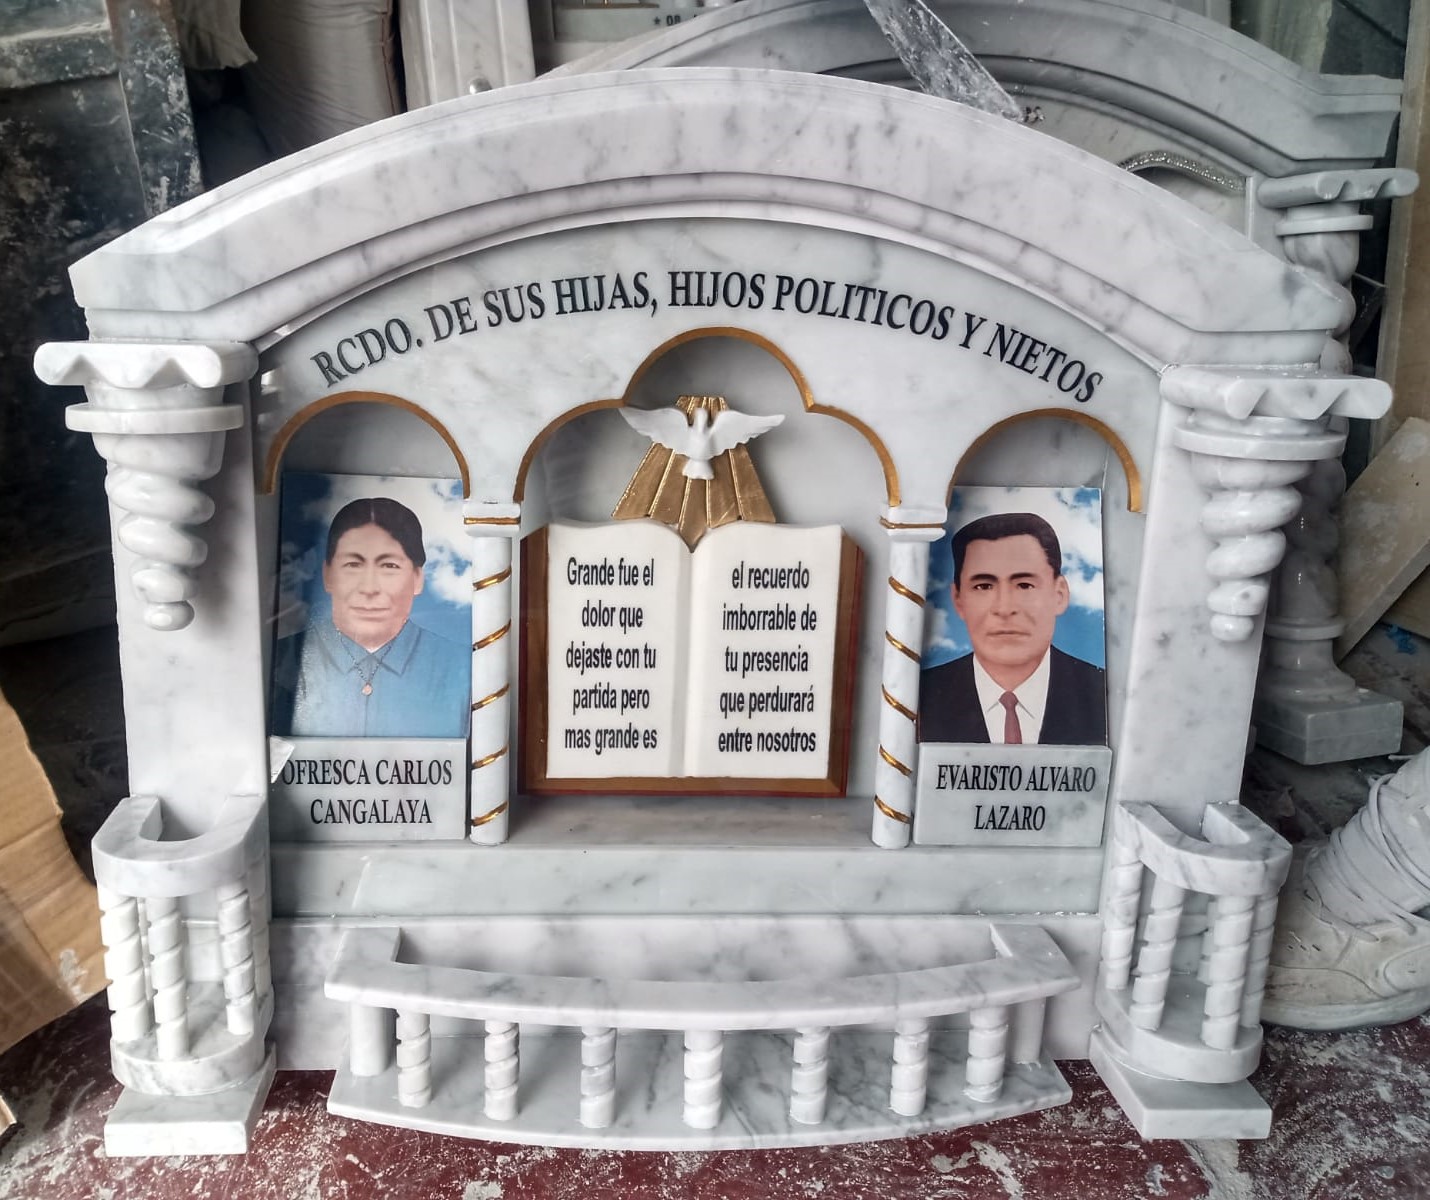 RCDO. DE SUS HIJAS, HIJOS POLITICOS Y NIETOS
Grande fue el
dolor que
dejaste con tu
partida pero
mas grande es
el recuerdo
imborrable de
tu presencia
que perdurará
entre nosotros
OFRESCA CARLOS
CANGALAYA
EVARISTO ALVARO
LAZARO
* 08